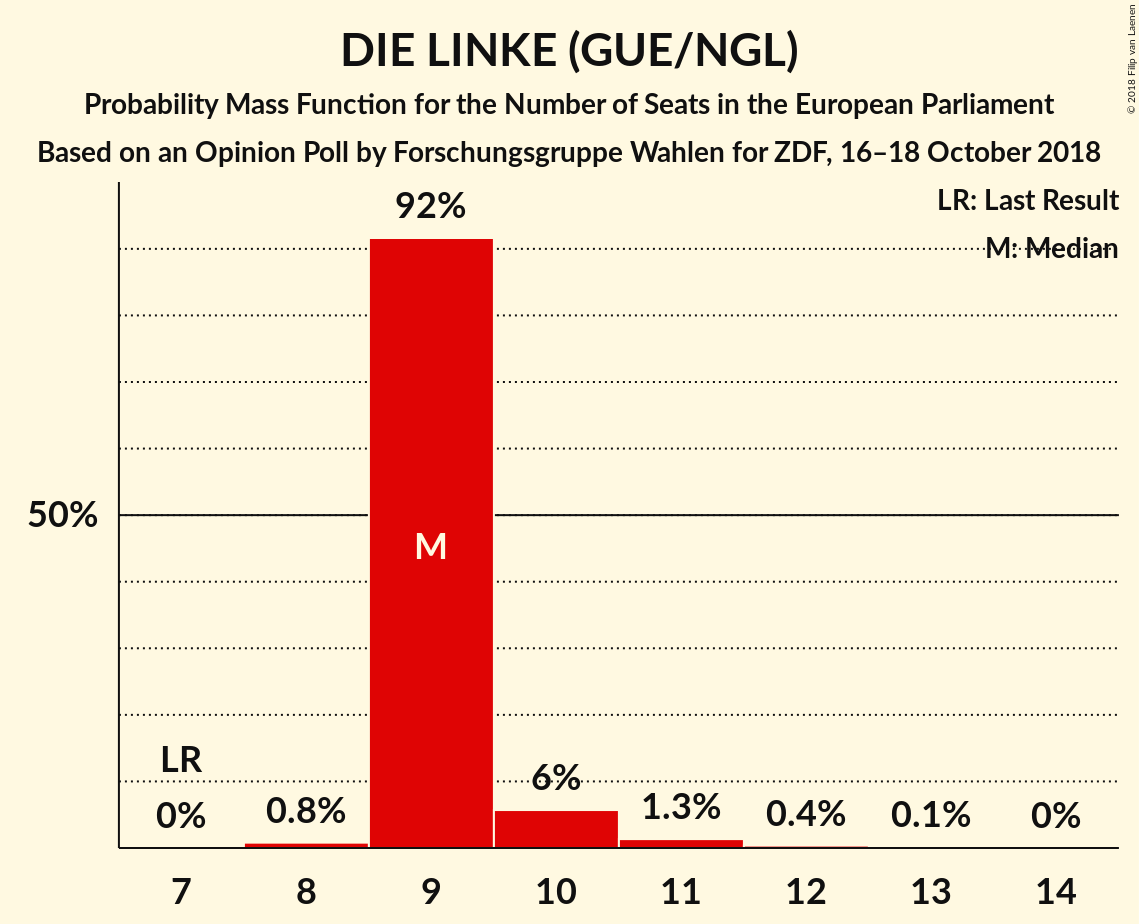 DIE LINKE (GUE/NGL)
Probability Mass Function for the Number of Seats in the European Parliament
Based on an Opinion Poll by Forschungsgruppe Wahlen for ZDF, 16–18 October 2018
© 2018 Filip van Laenen
LR: Last Result
M: Median
92%
50%
M
LR
0%
0.8%
6%
1.3%
0.4%
0.1%
0%
7 8 9 10 11 12 13 14